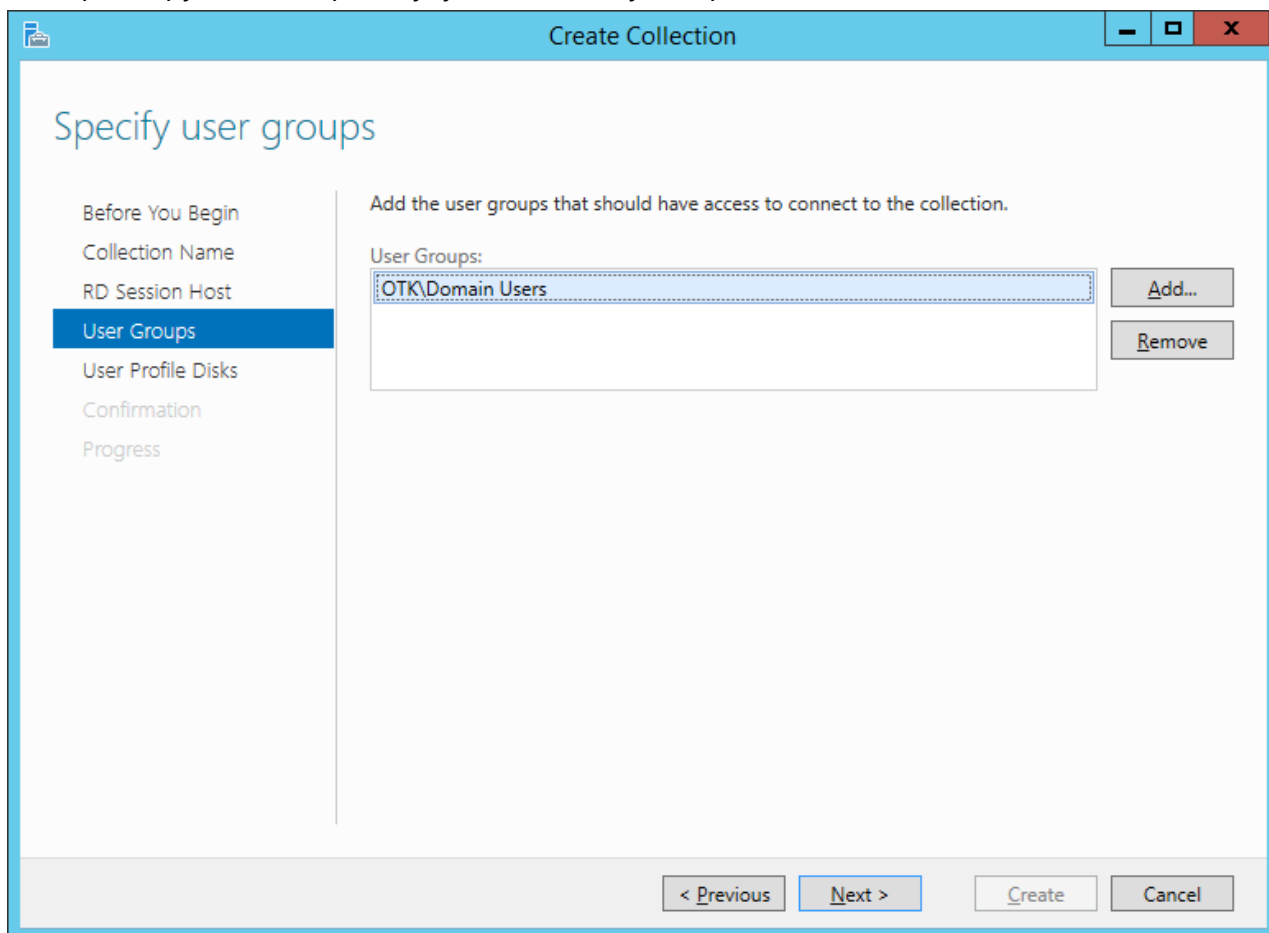 Create Collection
Specify user groups
Before You Begin
Collection Name
RD Session Host
User Groups
User Profile Disks
Confirmation
Progress
Add the user groups that should have access to connect to the collection.
User Groups:
OTK\Domain Users
Add...
Remove
< Previous
Next >
Create
Cancel